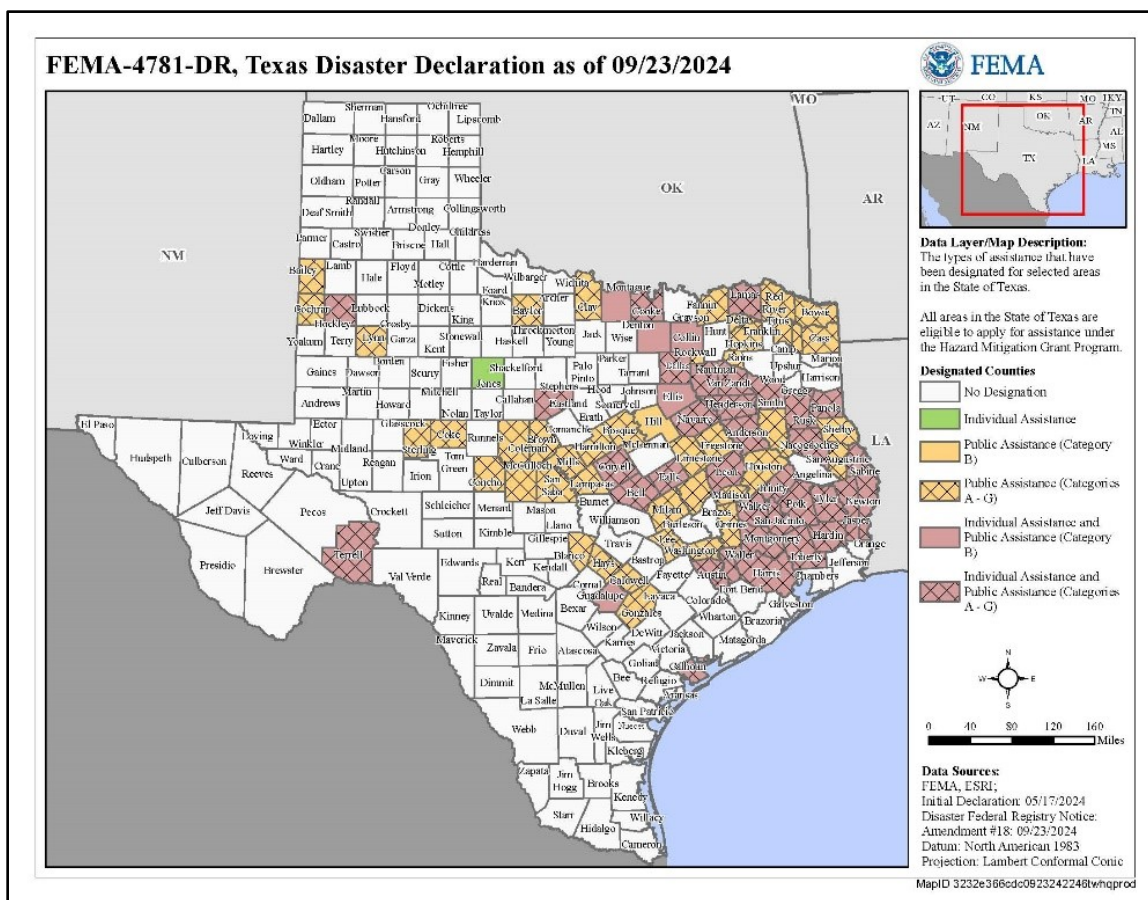 FEMA-4781-DR, Texas Disaster Declaration as of 09/23/2024
FEMA
MO
OK
AR
NM
LA
UT CO KS MO KY
TN
AZ NM OK AR
AL
MS
TX LA
Sherman Ochiltree
Dallam Hansford Lipscomb
Moore Roberts
Hartley Hutchinson Hemphill
Carson
Oldham Potter Gray Wheeler
Randall
Deaf Smith Armstrong Collingsworth
Donley
Parmer Swisher Childress
Castro Briscoe Hall
Hardeman
Bailey Lamb Hale Floyd Motley Cottle Foard Wilbarger Wichita
Cochran Hockley Lubbock Crosby Dickens King Knox Baylor Archer Clay Montague Cooke Grayson Fannin Lamar Red River
Delta Titus Bowie
Yoakum Terry Lynn Garza Kent Stonewall Haskell Throckmorton Young Jack Wise Denton Collin Hunt Hopkins Franklin Cass
Rockwall Rains Camp Marion
Gaines Dawson Borden Scurry Fisher Jones Shackelford Stephens Palo Pinto Parker Tarrant Dallas Kaufman Van Zandt Wood Upshur Gregg Harrison
Andrews Martin Howard Mitchell Nolan Taylor Callahan Eastland Erath Hood Somervell Johnson Ellis Navarro Henderson Smith Rusk Panola
El Paso Hudspeth Culberson Reeves Loving Winkler Ector Midland Glasscock Sterling Coke Runnels Coleman Brown Comanche Hamilton Bosque Hill Freestone Anderson Nacogdoches Shelby
Ward Crane Upton Reagan Irion Tom Green Concho McCulloch San Saba Mills Lampasas Coryell McLennan Limestone Falls Leon Houston Angelina San Augustine Sabine
Jeff Davis Pecos Crockett Schleicher Menard Mason Llano Burnet Bell Milam Madison Trinity Walker Polk Tyler Newton Jasper
Sutton Kimble Gillespie Blanco Williamson Burleson Brazos Grimes San Jacinto Hardin Orange
Presidio Brewster Terrell Val Verde Edwards Kerr Kendall Hays Travis Bastrop Lee Washington Montgomery Liberty Jefferson
Real Bandera Comal Caldwell Fayette Austin Waller Harris Chambers
Kinney Uvalde Medina Bexar Guadalupe Gonzales Lavaca Colorado Fort Bend Galveston
Wilson DeWitt Wharton Brazoria
Maverick Zavala Frio Atascosa Karnes Victoria Jackson Matagorda
Goliad Calhoun
Dimmit McMullen Bee Refugio
La Salle Live Oak Aransas
San Patricio
Webb Duval Jim Wells Nueces
Kleberg
Zapata Jim Hogg Brooks Kenedy
Starr Willacy
Hidalgo
Cameron
Data Layer/Map Description:
The types of assistance that have
been designated for selected areas
in the State of Texas.
All areas in the State of Texas are
eligible to apply for assistance under
the Hazard Mitigation Grant Program.
Designated Counties
No Designation
Individual Assistance
Public Assistance (Category
B)
Public Assistance (Categories
A - G)
Individual Assistance and
Public Assistance (Category
B)
Individual Assistance and
Public Assistance (Categories
A - G)
N
W E
S
0 40 80 160
Miles
Data Sources:
FEMA, ESRI;
Initial Declaration: 05/17/2024
Disaster Federal Registry Notice:
Amendment #18: 09/23/2024
Datum: North American 1983
Projection: Lambert Conformal Conic
MapID 3232e366cdc0923242246twhqprod